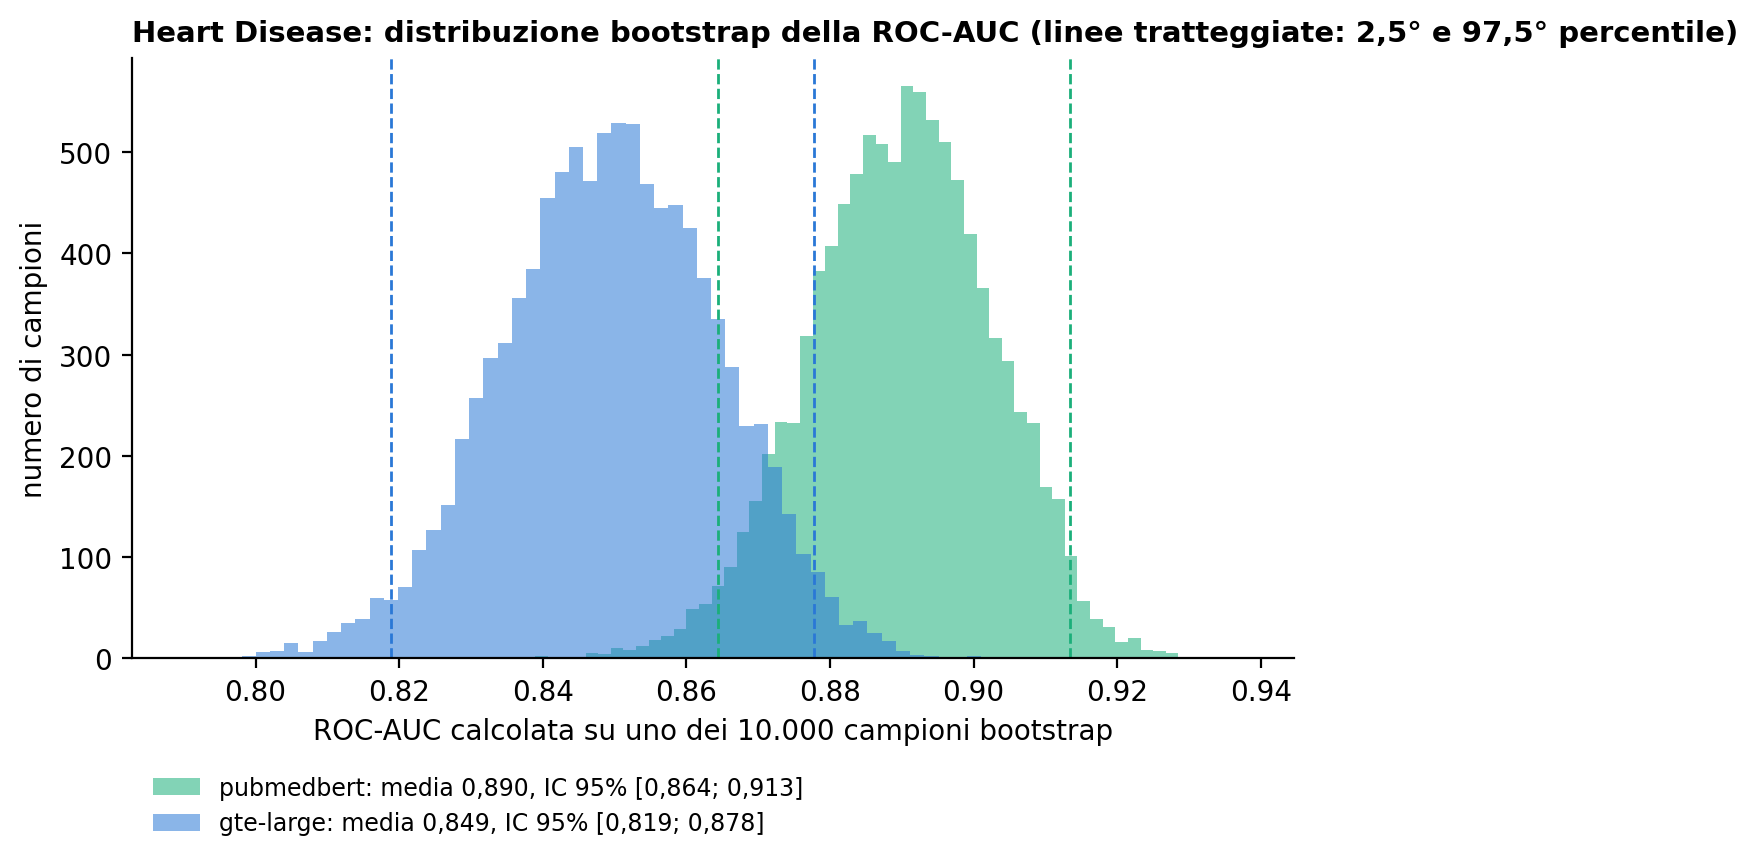 Heart Disease: distribuzione bootstrap della ROC-AUC (linee tratteggiate: 2,5° e 97,5° percentile)
numero di campioni
500
400
300
200
100
0
0.80 0.82 0.84 0.86 0.88 0.90 0.92 0.94
ROC-AUC calcolata su uno dei 10.000 campioni bootstrap
pubmedbert: media 0,890, IC 95% [0,864; 0,913]
gte-large: media 0,849, IC 95% [0,819; 0,878]